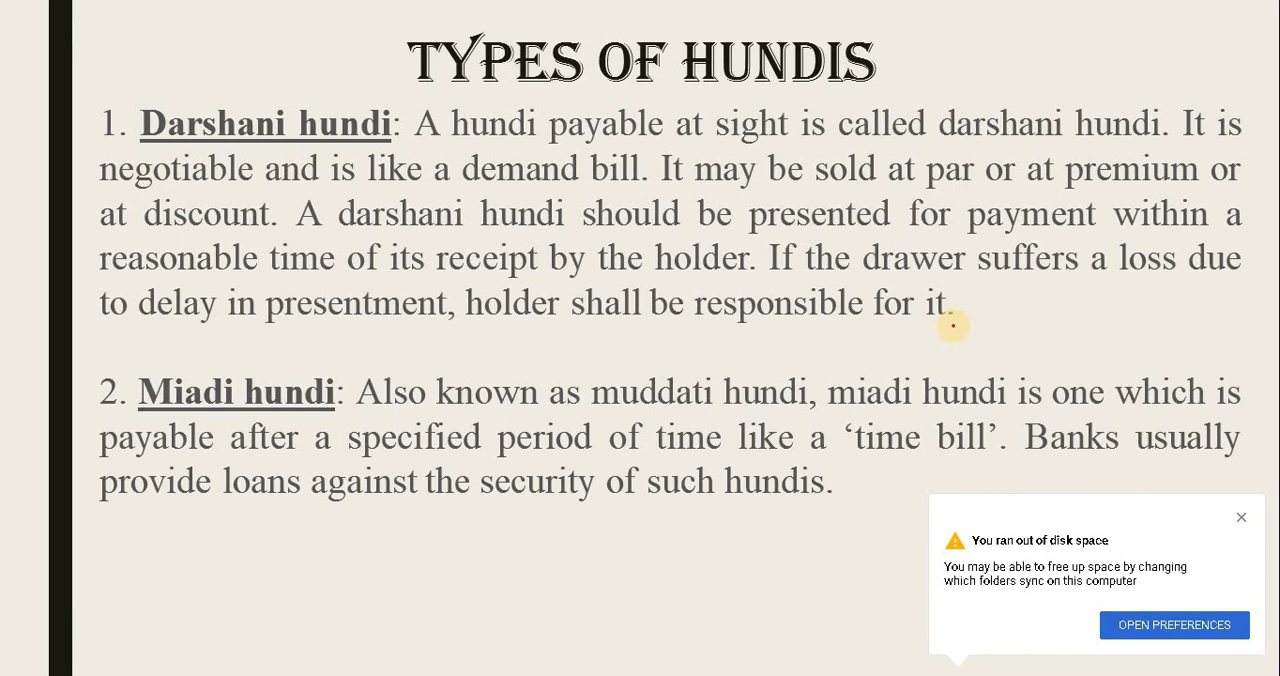 TYPES OF HUNDIS
1. Darshani hundi: A hundi payable at sight is called darshani hundi. It is
negotiable and is like a demand bill. It may be sold at par or at premium or
at discount. A darshani hundi should be presented for payment within a
reasonable time of its receipt by the holder. If the drawer suffers a loss due
to delay in presentment, holder shall be responsible for it.
2. Miadi hundi: Also known as muddati hundi, miadi hundi is one which is
payable after a specified period of time like a ‘time bill’. Banks usually
provide loans against the security of such hundis.
You ran out of disk space
You may be able to free up space by changing
which folders sync on this computer
OPEN PREFERENCES